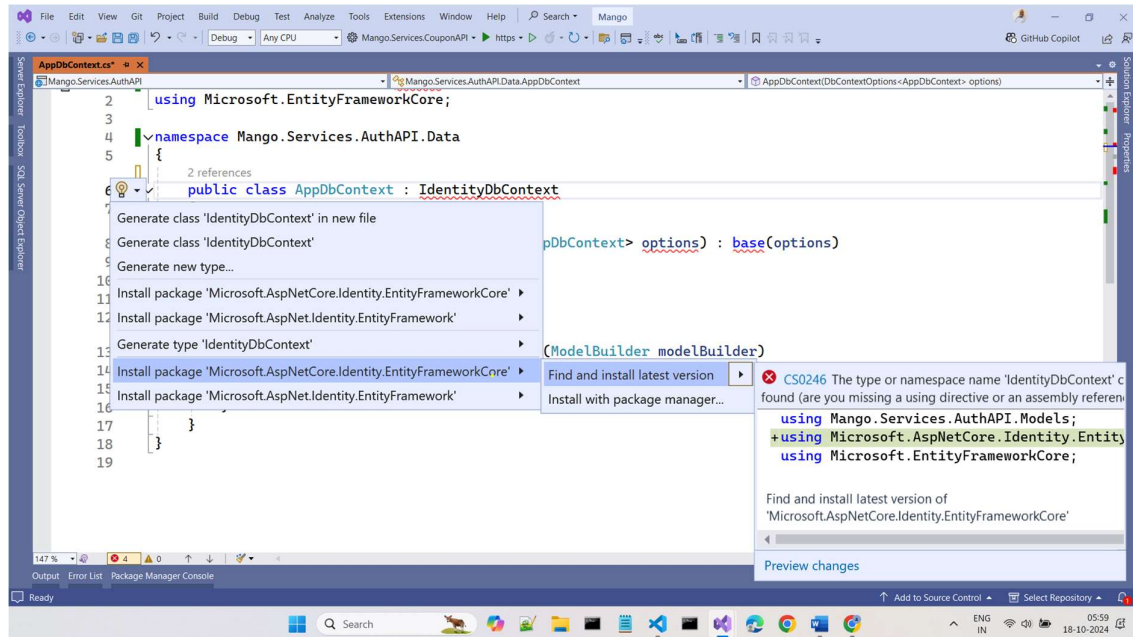 File Edit View Git Project Build Debug Test Analyze Tools Extensions Window Help Search Mango
Debug Any CPU Mango.Services.CouponAPI https GitHub Copilot
AppDbContext.cs*
Mango.Services.AuthAPI Mango.Services.AuthAPI.Data.AppDbContext AppDbContext(DbContextOptions<AppDbContext> options)
Server Explorer
Toolbox
SQL Server Object Explorer
Solution Explorer
Properties
2 using Microsoft.EntityFrameworkCore;
3
4 namespace Mango.Services.AuthAPI.Data
5 {
2 references
6 public class AppDbContext : IdentityDbContext
Generate class 'IdentityDbContext' in new file
Generate class 'IdentityDbContext'
pDbContext> options) : base(options)
Generate new type...
Install package 'Microsoft.AspNetCore.Identity.EntityFrameworkCore'
Install package 'Microsoft.AspNet.Identity.EntityFramework'
Generate type 'IdentityDbContext'
(ModelBuilder modelBuilder)
Install package 'Microsoft.AspNetCore.Identity.EntityFrameworkCore'
Install package 'Microsoft.AspNet.Identity.EntityFramework'
Find and install latest version
Install with package manager...
CS0246 The type or namespace name 'IdentityDbContext' c
found (are you missing a using directive or an assembly referen
using Mango.Services.AuthAPI.Models;
+using Microsoft.AspNetCore.Identity.Entity
using Microsoft.EntityFrameworkCore;
Find and install latest version of
'Microsoft.AspNetCore.Identity.EntityFrameworkCore'
Preview changes
17 }
18 }
19
147 % 4 0
Output Error List Package Manager Console
Ready Add to Source Control Select Repository 1
Search
ENG
IN
05:59
18-10-2024